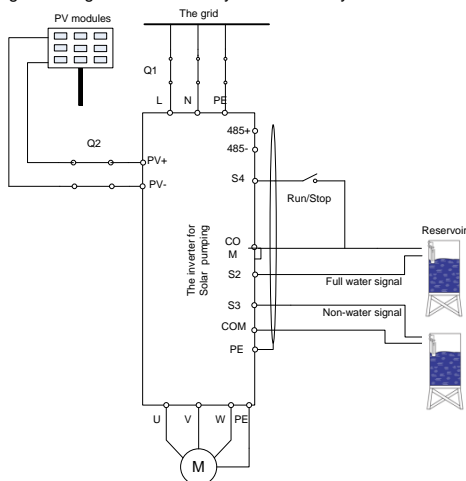 PV modules
The grid
Q1
L N PE
485+
485-
Q2
PV+
PV-
S4
Run/Stop
The inverter for
Solar pumping
CO
M
Reservoir
S2
Full water signal
S3
Non-water signal
COM
PE
U V W PE
M